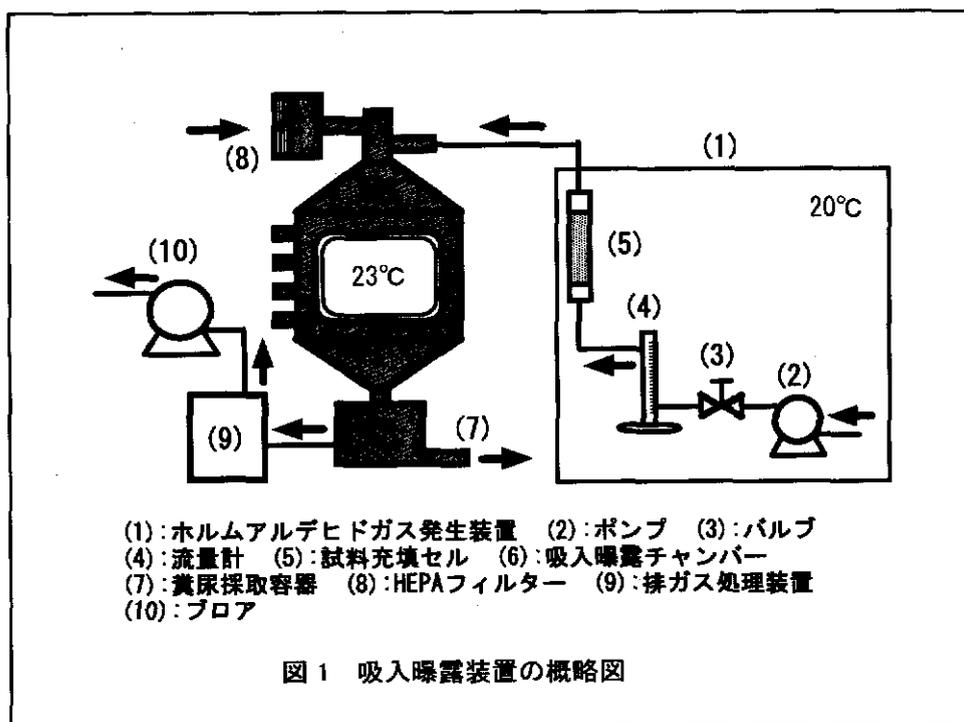 (8)
(1)
20℃
(5)
(10)
23℃
(4)
(3)
(2)
(9)
(7)
(1):ホルムアルデヒドガス発生装置 (2):ポンプ (3):バルブ
(4):流量計 (5):試料充填セル (6):吸入曝露チャンバー
(7):糞尿採取容器 (8):HEPAフィルター (9):排ガス処理装置
(10):ブロア
図1 吸入曝露装置の概略図